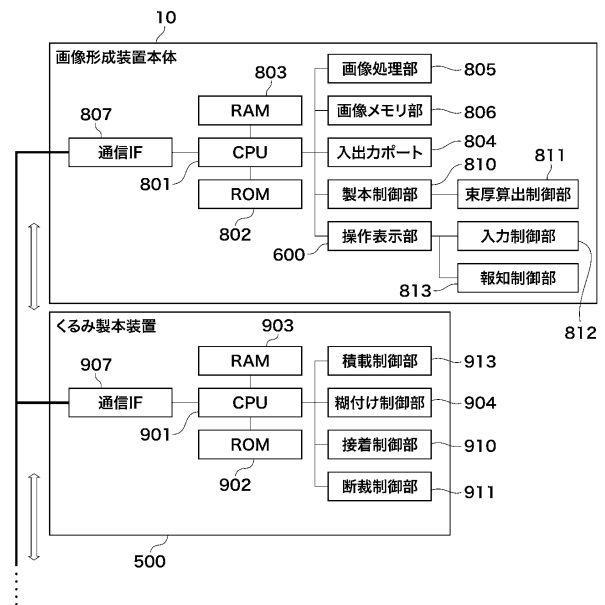 10
画像形成装置本体
803
画像処理部
805
RAM
画像メモリ部
806
807
通信IF
CPU
入出力ポート
804
801
810
811
ROM
製本制御部
束厚算出制御部
802
操作表示部
入力制御部
600
報知制御部
813
812
くるみ製本装置
903
RAM
積載制御部
913
907
通信IF
CPU
糊付け制御部
904
901
ROM
接着制御部
910
902
断裁制御部
911
500